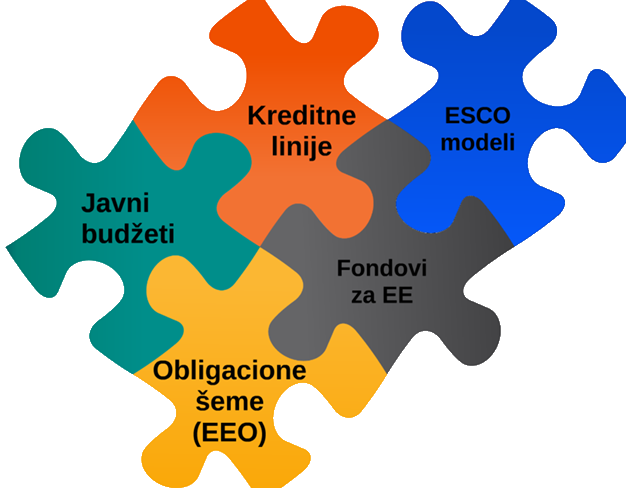 Kreditne
linije
ESCO
modeli
Javni
budžeti
Fondovi
za EE
Obligacione
šeme
(EEO)